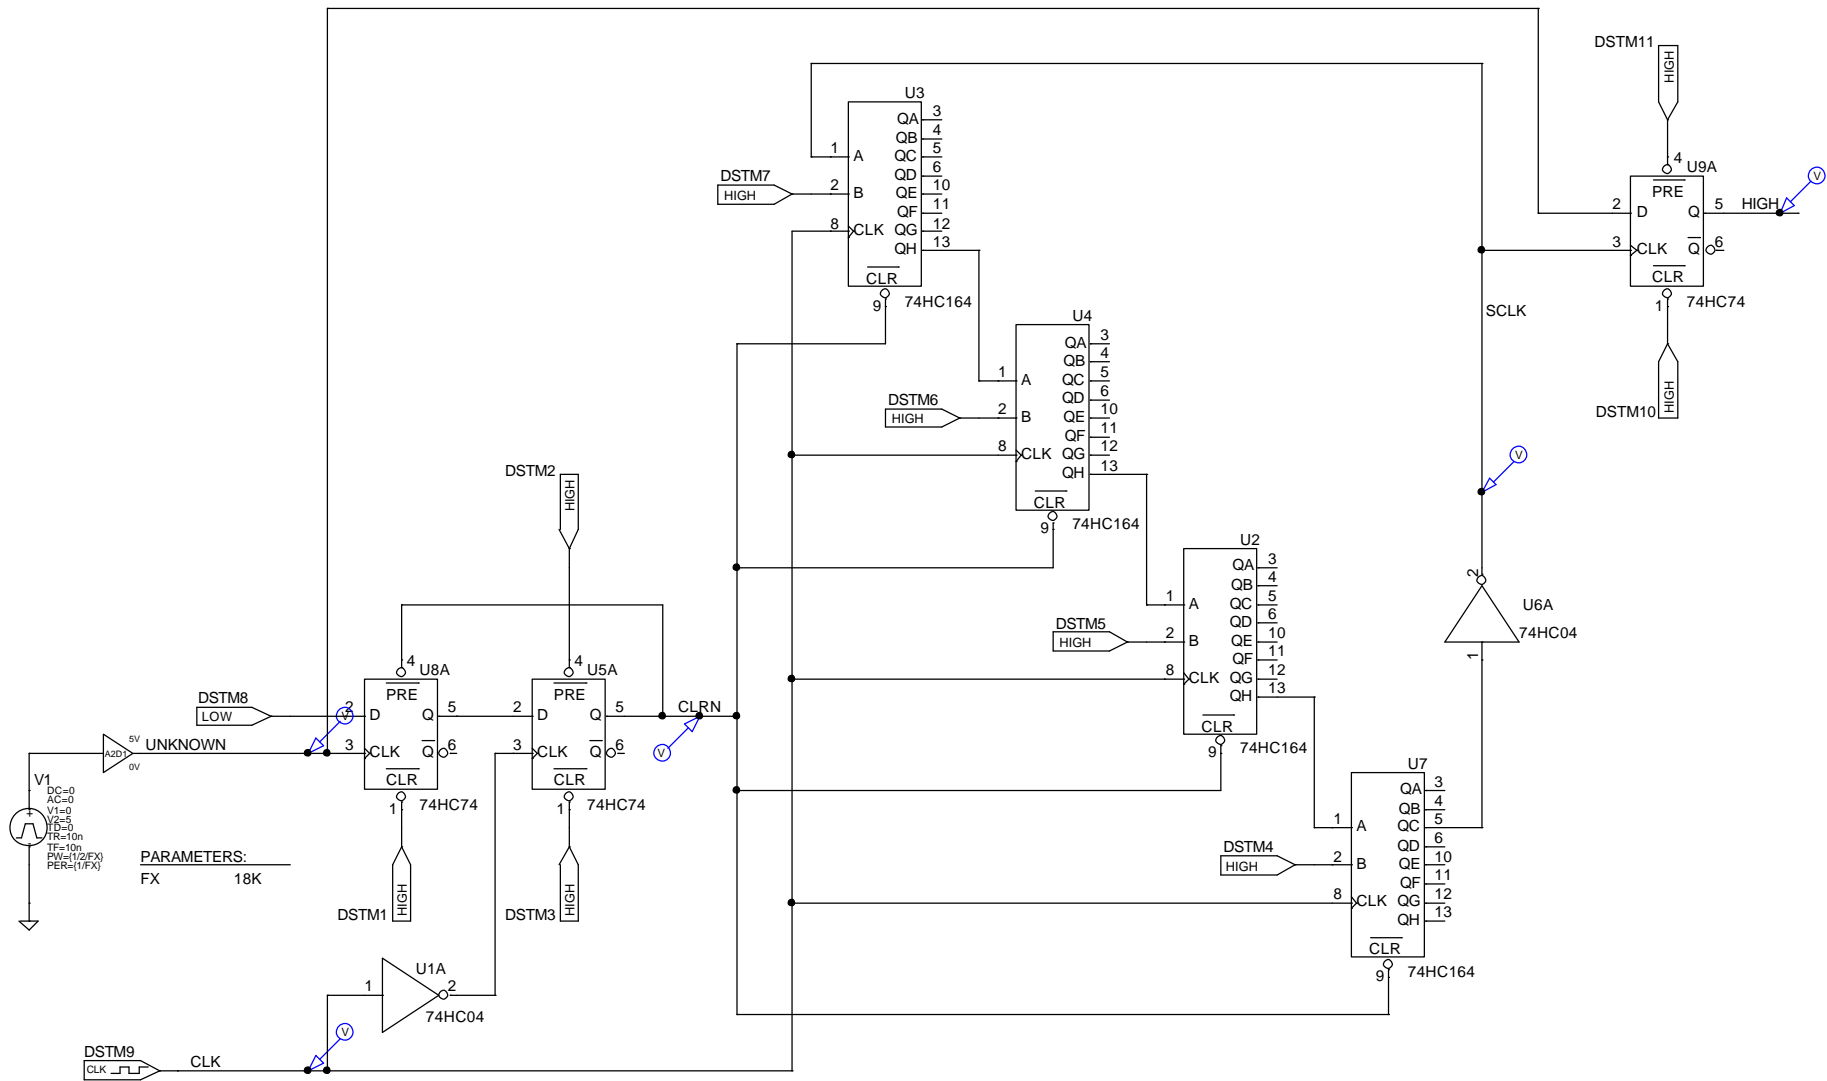 DSTM11
HIGH
4
U9A
PRE
2
D
Q
5
HIGH
V
3
CLK
Q
6
CLR
1
74HC74
DSTM10
HIGH
SCLK
V
U3
QA
3
QB
4
1
A
QC
5
QD
6
DSTM7
HIGH
2
B
QE
10
QF
11
8
CLK
QG
12
QH
13
CLR
9
74HC164
U4
QA
3
QB
4
1
A
QC
5
QD
6
DSTM6
HIGH
2
B
QE
10
QF
11
8
CLK
QG
12
QH
13
CLR
9
74HC164
U2
QA
3
QB
4
1
A
QC
5
QD
6
DSTM5
HIGH
2
B
QE
10
QF
11
8
CLK
QG
12
QH
13
CLR
9
74HC164
2
U6A
74HC04
1
U7
QA
3
QB
4
1
A
QC
5
QD
6
DSTM4
HIGH
2
B
QE
10
QF
11
8
CLK
QG
12
QH
13
CLR
9
74HC164
DSTM2
HIGH
4
U8A
PRE
DSTM8
LOW
2
D
Q
5
V
3
CLK
Q
6
CLR
1
74HC74
DSTM1
HIGH
4
U5A
PRE
2
D
Q
5
3
CLK
Q
6
CLR
1
74HC74
DSTM3
HIGH
CLRN
V
5V
A2D1
0V
UNKNOWN
V1
DC=0
AC=0
V1=0
V2=5
TD=0
TR=10n
TF=10n
PW={1/2/FX}
PER={1/FX}
PARAMETERS:
FX 18K
U1A
1
2
74HC04
V
DSTM9
CLK
CLK